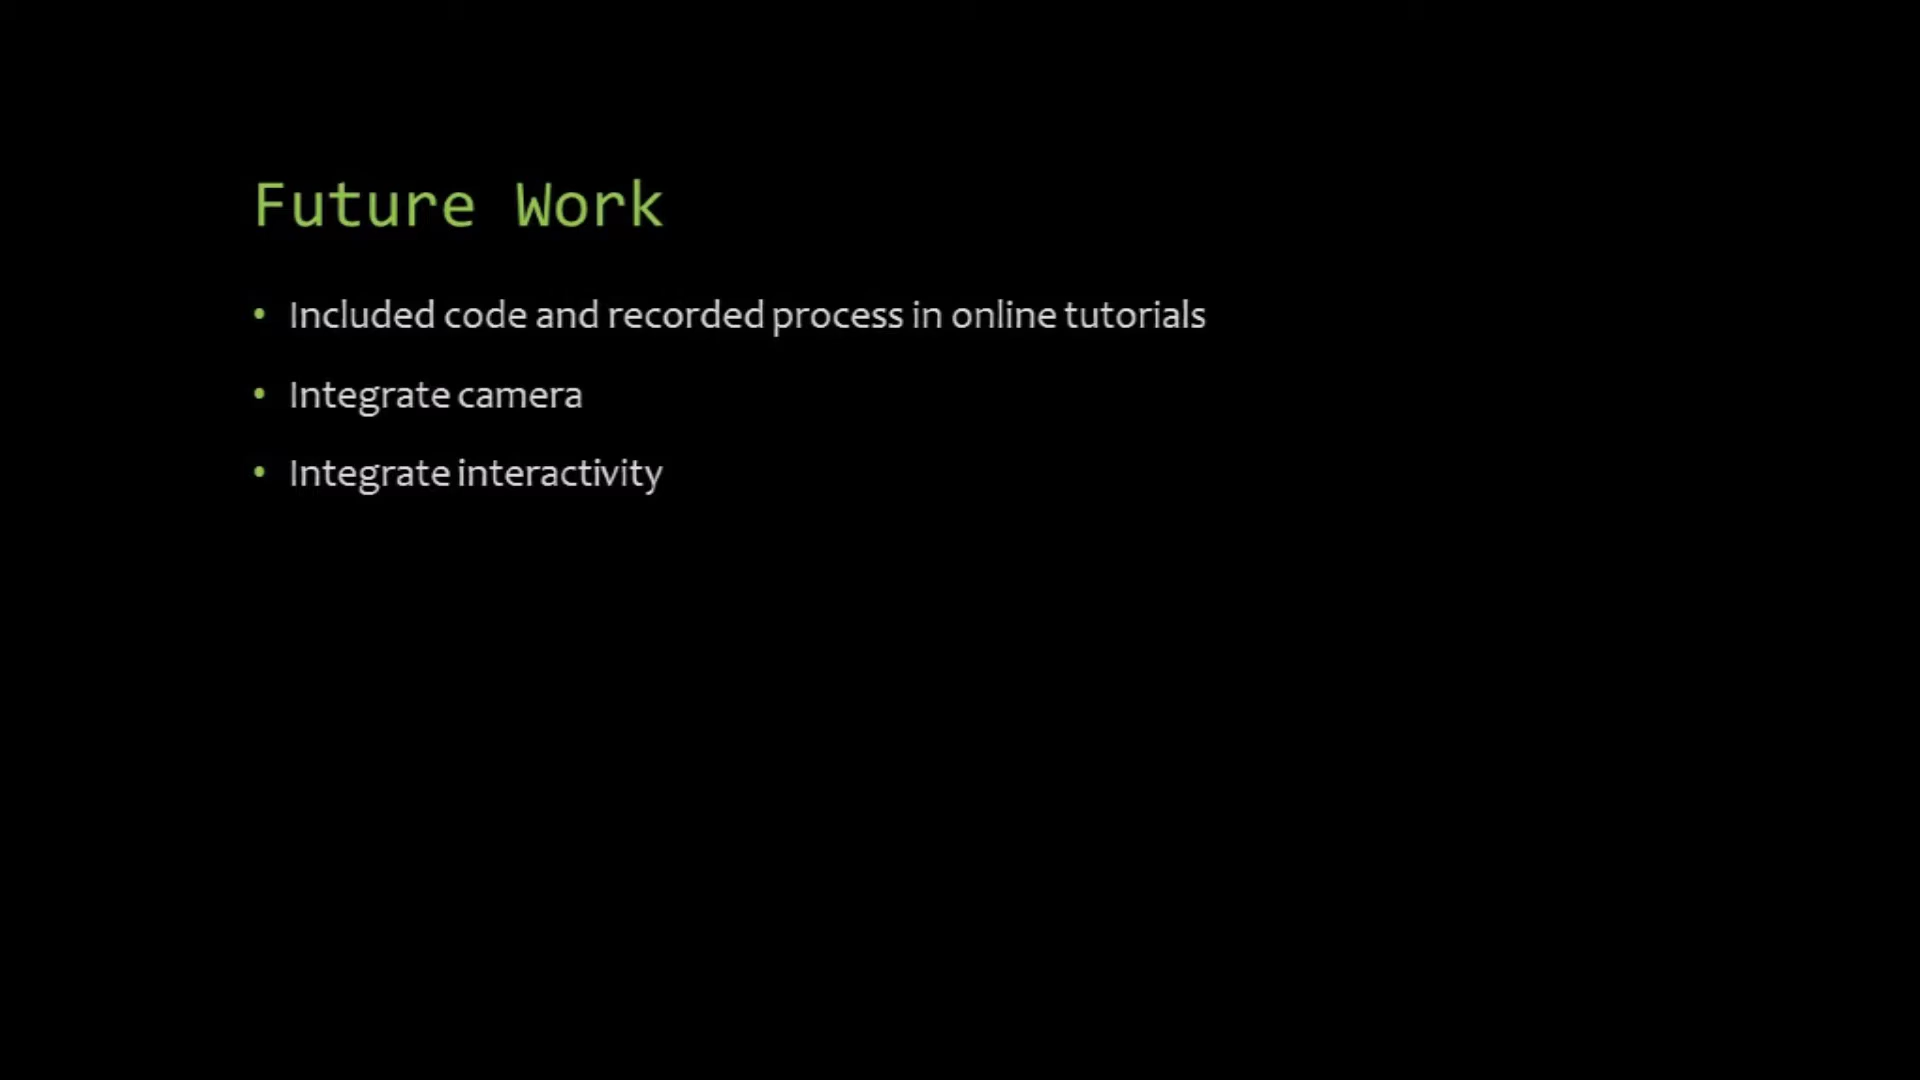 Future Work
• Included code and recorded process in online tutorials
• Integrate camera
• Integrate interactivity